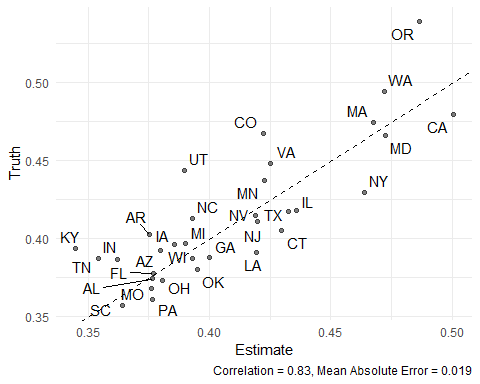 OR
0.50
WA
MA
CA
CO
MD
VA
0.45
UT
NY
MN
NC
NV
TX
IL
AR
KY
IA
MI
NJ
CT
0.40
IN
GA
TN
AZ
WI
LA
FL
AL
MO
OH
OK
SC
PA
0.35
Truth
0.35
0.40
0.45
0.50
Estimate
Correlation = 0.83, Mean Absolute Error = 0.019